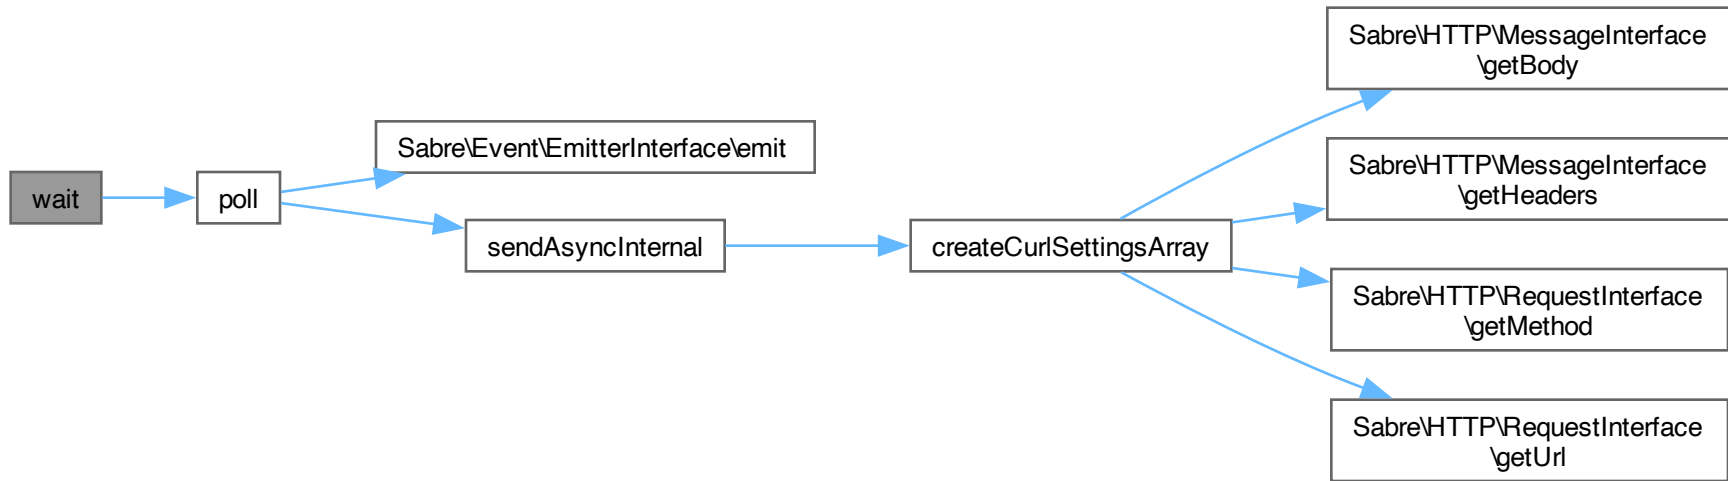 wait
poll
Sabre\Event\EmitterInterface\emit
sendAsyncInternal
createCurlSettingsArray
Sabre\HTTP\MessageInterface
\getBody
Sabre\HTTP\MessageInterface
\getHeaders
Sabre\HTTP\RequestInterface
\getMethod
Sabre\HTTP\RequestInterface
\getUrl